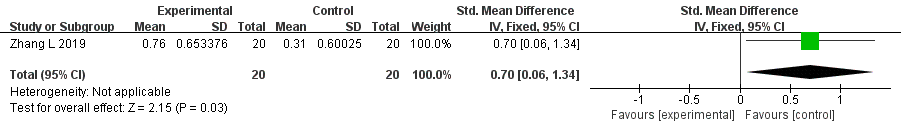 Experimental Control Std. Mean Difference Std. Mean Difference
Study or Subgroup Mean SD Total Mean SD Total Weight IV, Fixed, 95% CI IV, Fixed, 95% CI
Zhang L 2019 0.76 0.653376 20 0.31 0.60025 20 100.0% 0.70 [0.06, 1.34]
Total (95% CI) 20 20 100.0% 0.70 [0.06, 1.34]
Heterogeneity: Not applicable
Test for overall effect: Z = 2.15 (P = 0.03)
-1 -0.5 0 0.5 1
Favours [experimental] Favours [control]